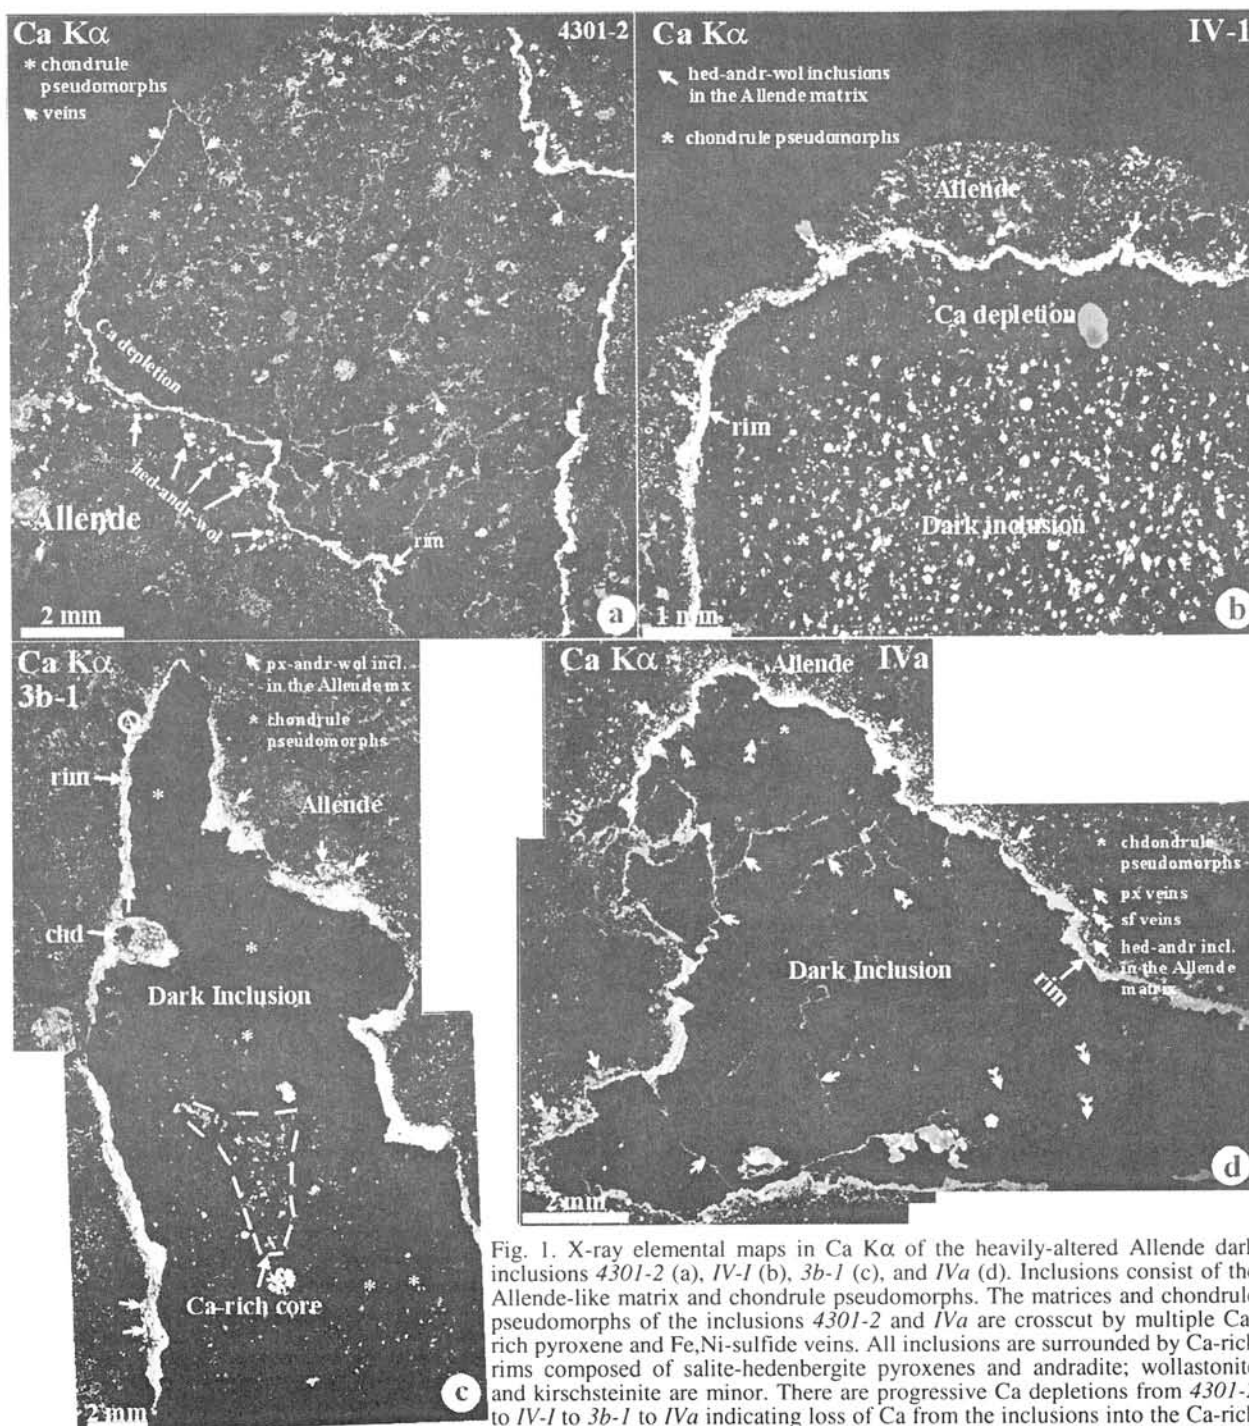 Ca Kα
4301-2
* chondrule
pseudomorphs
veins
Ca depletion
hed-andr-wol
Allende
rim
2 mm
a
Ca Kα
IV-1
hed-andr-wol inclusions
in the Allende matrix
* chondrule pseudomorphs
Allende
Ca depletion
rim
Dark inclusion
1 mm
b
Ca Kα
3b-1
px-andr-wol incl.
in the Allende mx
* chondrule
pseudomorphs
A
rim
Allende
chd
Dark Inclusion
Ca-rich core
2 mm
c
Ca Kα
Allende
IVa
* chdondrule
pseudomorphs
px veins
sf veins
hed-andr incl.
in the Allende
matrix
Dark Inclusion
rim
2 mm
d
Fig. 1. X-ray elemental maps in Ca Kα of the heavily-altered Allende dark
inclusions 4301-2 (a), IV-I (b), 3b-1 (c), and IVa (d). Inclusions consist of the
Allende-like matrix and chondrule pseudomorphs. The matrices and chondrule
pseudomorphs of the inclusions 4301-2 and IVa are crosscut by multiple Ca-
rich pyroxene and Fe,Ni-sulfide veins. All inclusions are surrounded by Ca-rich
rims composed of salite-hedenbergite pyroxenes and andradite; wollastonite
and kirschsteinite are minor. There are progressive Ca depletions from 4301-2
to IV-I to 3b-1 to IVa indicating loss of Ca from the inclusions into the Ca-rich